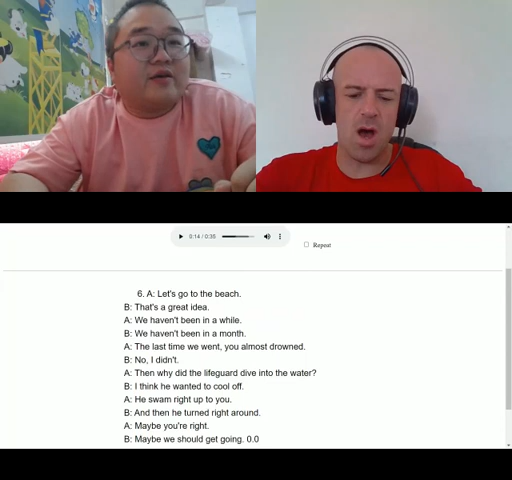 0:14 / 0:35
Repeat
6. A: Let's go to the beach.
B: That's a great idea.
A: We haven't been in a while.
B: We haven't been in a month.
A: The last time we went, you almost drowned.
B: No, I didn't.
A: Then why did the lifeguard dive into the water?
B: I think he wanted to cool off.
A: He swam right up to you.
B: And then he turned right around.
A: Maybe you're right.
B: Maybe we should get going. 0.0